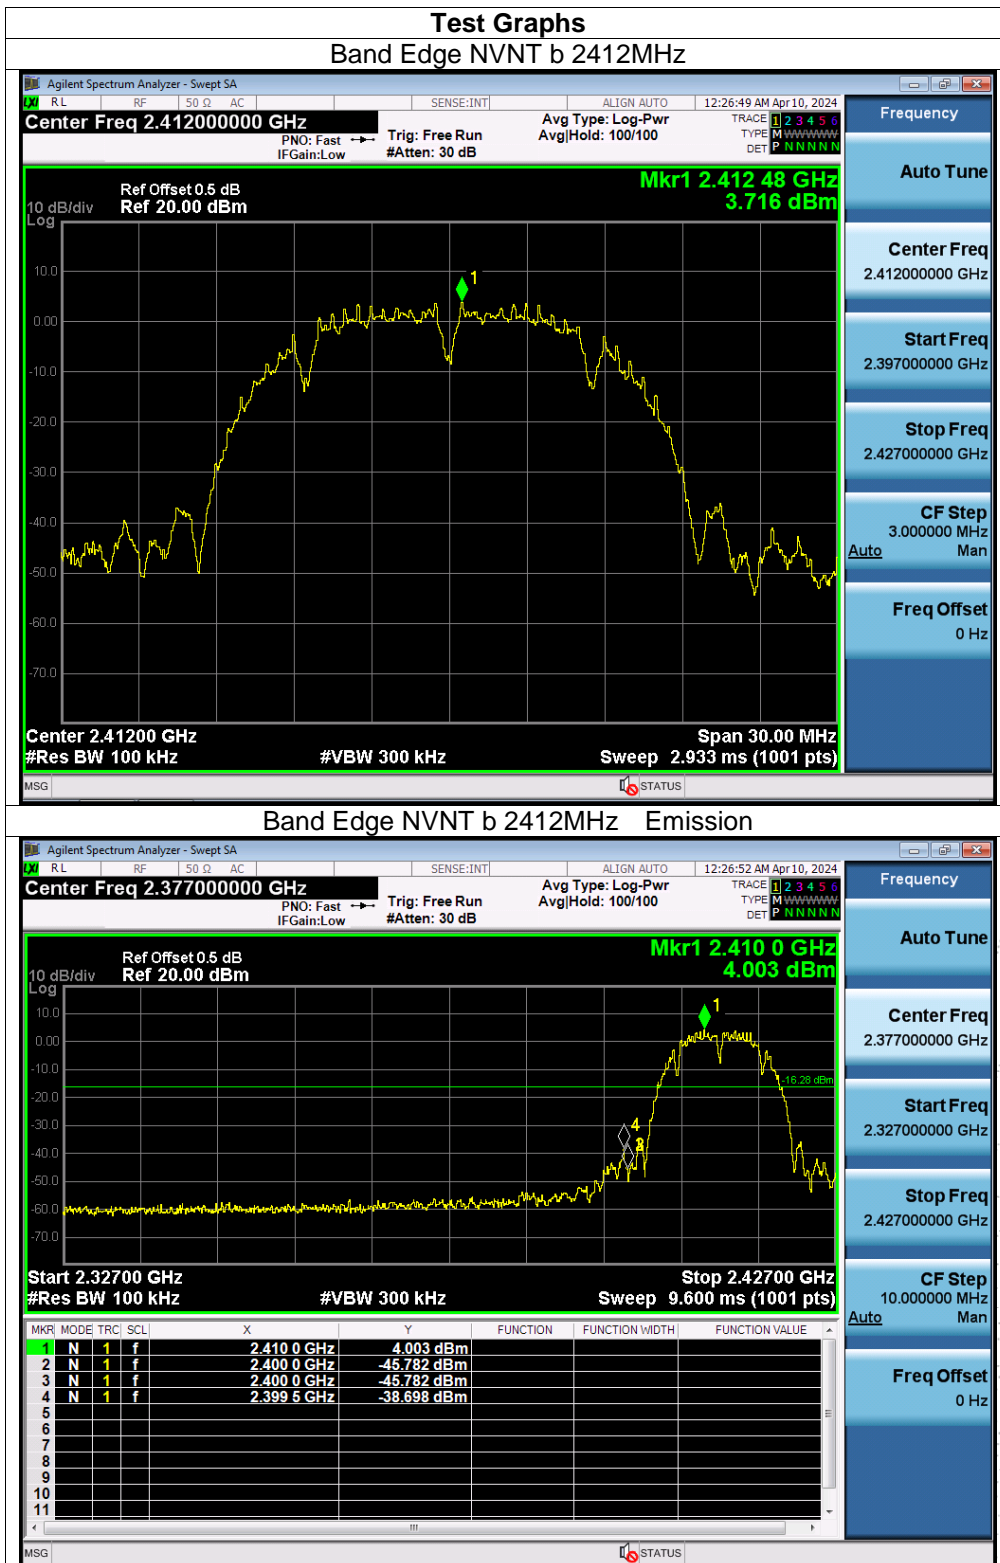 Test Graphs
Band Edge NVNT b 2412MHz
Agilent Spectrum Analyzer - Swept SA
LXI RL RF 50 Ω AC SENSE:INT ALIGN AUTO 12:26:49 AM Apr 10, 2024
Center Freq 2.412000000 GHz
PNO: Fast
IFGain:Low
Trig: Free Run
#Atten: 30 dB
Avg Type: Log-Pwr
Avg|Hold: 100/100
TRACE 1 2 3 4 5 6
TYPE M WWWWW
DET P N N N N N
Frequency
Auto Tune
Ref Offset 0.5 dB
10 dB/div Ref 20.00 dBm
Log
Mkr1 2.412 48 GHz
3.716 dBm
10.0
0.00
-10.0
-20.0
-30.0
-40.0
-50.0
-60.0
-70.0
1
Center 2.41200 GHz Span 30.00 MHz
#Res BW 100 kHz #VBW 300 kHz Sweep 2.933 ms (1001 pts)
Center Freq
2.412000000 GHz
Start Freq
2.397000000 GHz
Stop Freq
2.427000000 GHz
CF Step
3.000000 MHz
Auto Man
Freq Offset
0 Hz
MSG STATUS
Band Edge NVNT b 2412MHz Emission
Agilent Spectrum Analyzer - Swept SA
LXI RL RF 50 Ω AC SENSE:INT ALIGN AUTO 12:26:52 AM Apr 10, 2024
Center Freq 2.377000000 GHz
PNO: Fast
IFGain:Low
Trig: Free Run
#Atten: 30 dB
Avg Type: Log-Pwr
Avg|Hold: 100/100
TRACE 1 2 3 4 5 6
TYPE M WWWWW
DET P N N N N N
Frequency
Auto Tune
Ref Offset 0.5 dB
10 dB/div Ref 20.00 dBm
Log
Mkr1 2.410 0 GHz
4.003 dBm
10.0
0.00
-10.0
-20.0
-30.0
-40.0
-50.0
-60.0
-70.0
1
-16.28 dBm
4
Start 2.32700 GHz Stop 2.42700 GHz
#Res BW 100 kHz #VBW 300 kHz Sweep 9.600 ms (1001 pts)
MKR MODE TRC SCL X Y FUNCTION FUNCTION WIDTH FUNCTION VALUE
1 N 1 f 2.410 0 GHz 4.003 dBm
2 N 1 f 2.400 0 GHz -45.782 dBm
3 N 1 f 2.400 0 GHz -45.782 dBm
4 N 1 f 2.399 5 GHz -38.698 dBm
5
6
7
8
9
10
11
Center Freq
2.377000000 GHz
Start Freq
2.327000000 GHz
Stop Freq
2.427000000 GHz
CF Step
10.000000 MHz
Auto Man
Freq Offset
0 Hz
MSG STATUS